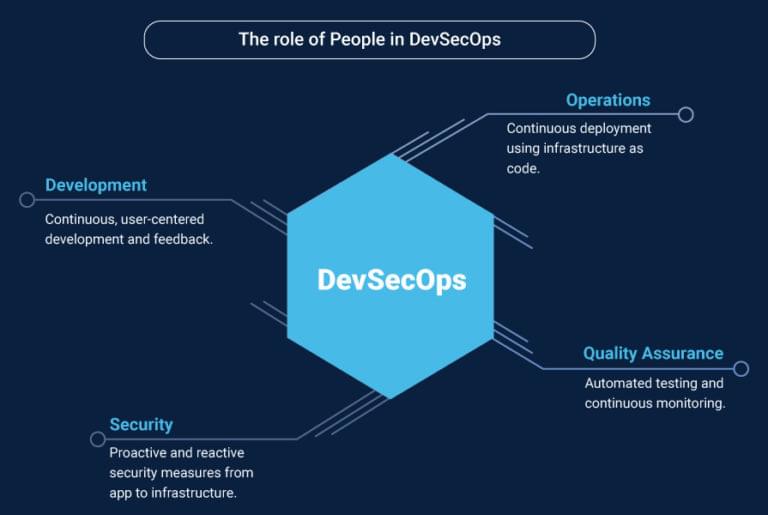 The role of People in DevSecOps
Operations
Continuous deployment
using infrastructure as
code.
Development
Continuous, user-centered
development and feedback.
DevSecOps
Quality Assurance
Automated testing and
continuous monitoring.
Security
Proactive and reactive
security measures from
app to infrastructure.